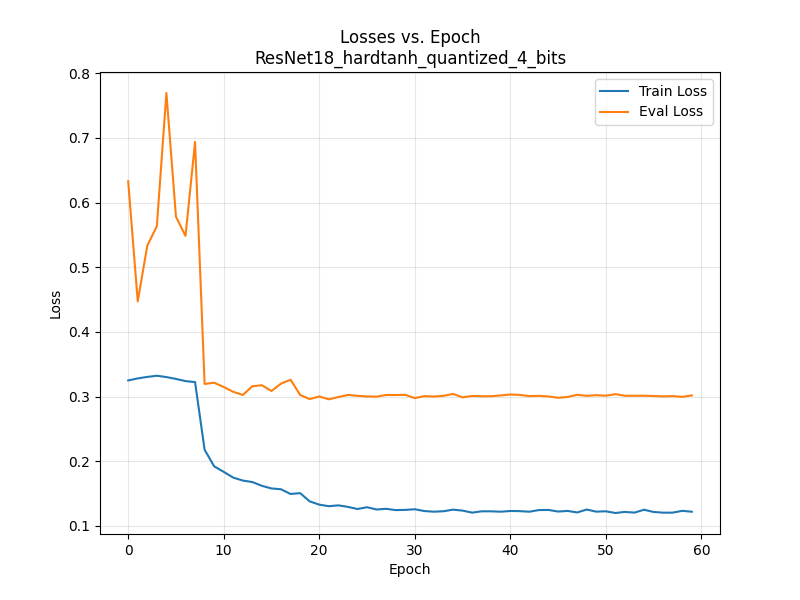 Losses vs. Epoch
ResNet18_hardtanh_quantized_4_bits
Train Loss
Eval Loss
0.8
0.7
0.6
0.5
0.4
0.3
0.2
0.1
Loss
0 10 20 30 40 50 60
Epoch